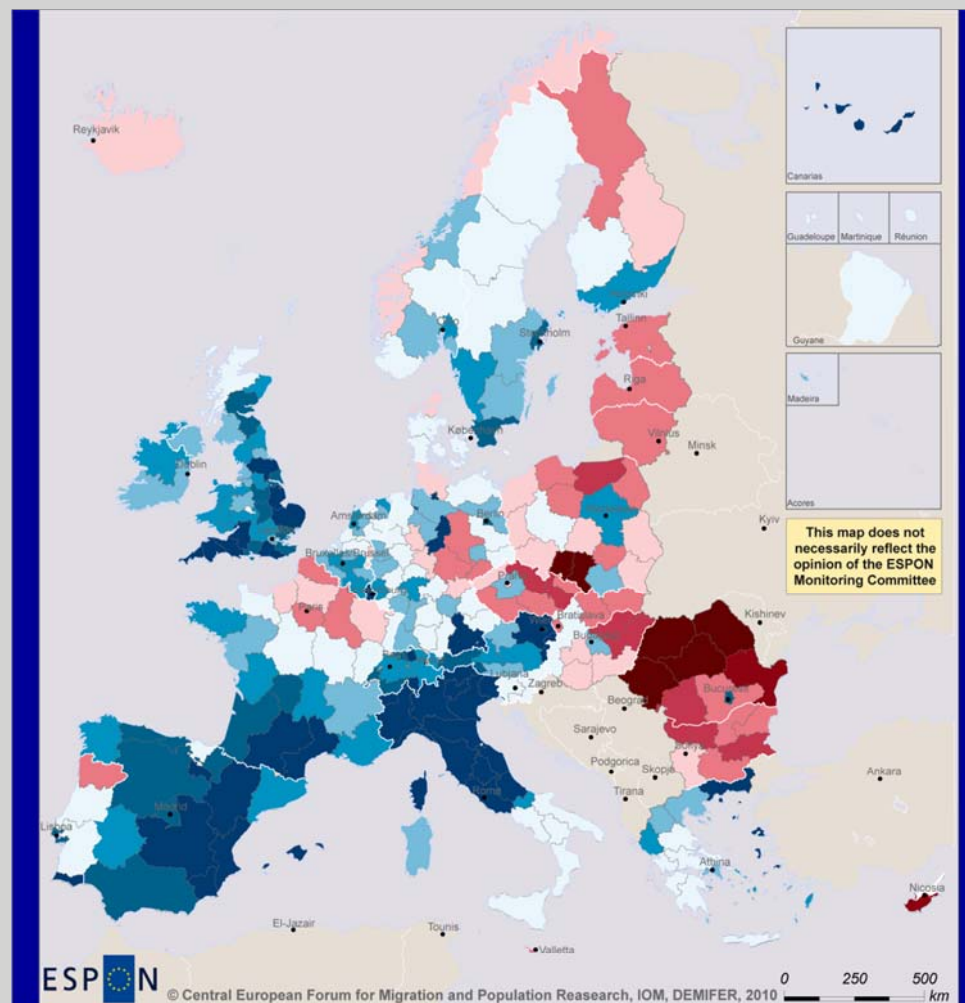 Canarias
Reykjavik
Guadeloupe Martinique Réunion
Guyane
Tallinn
Madeira
Riga
Vilnius
Minsk
København
Dublin
Acores
Amsterdam
Berlin
Kyiv
This map does not
necessarily reflect the
opinion of the ESPON
Monitoring Committee
Paris
Bratislava
Kishinev
Ljubljana
Zagreb
Beograd
Bucuresti
Sarajevo
Podgorica
Skopje
Ankara
Tirana
Roma
Madrid
Lisboa
Athina
Nicosia
El-Jazair
Tounis
Valletta
ESPON
© Central European Forum for Migration and Population Reasearch, IOM, DEMIFER, 2010
0 250 500
km